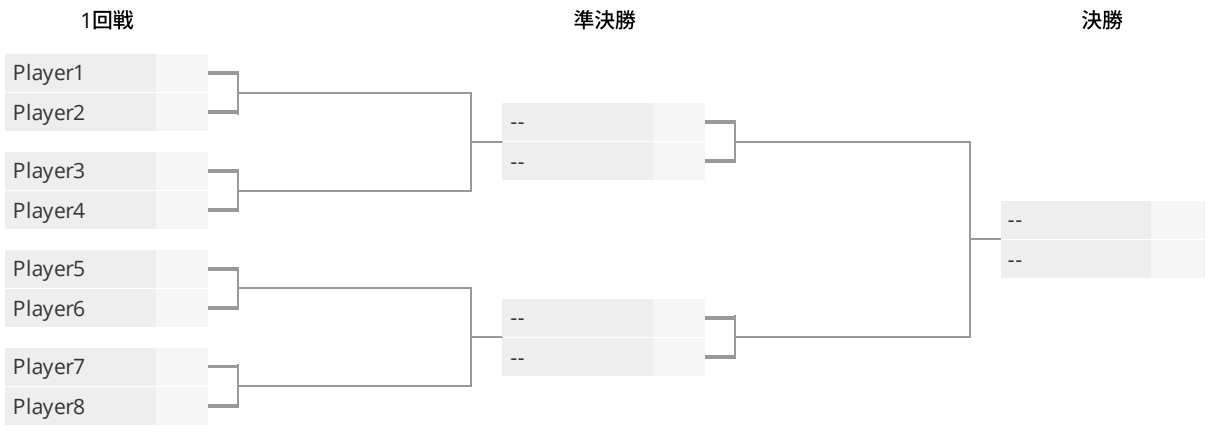 1回戦
準決勝
決勝
Player1
Player2
Player3
Player4
Player5
Player6
Player7
Player8
--
--
--
--
--
--